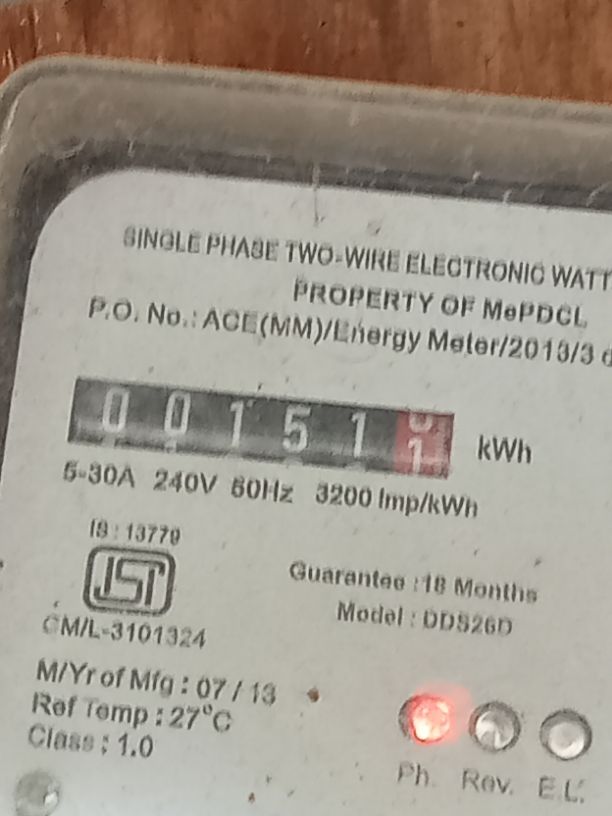 SINGLE PHASE TWO-WIRE ELECTRONIC WATT
PROPERTY OF MePDCL
P.O. No.: ACE(MM)/Energy Meter/2013/3 d
0 0 1 5 1 1 kWh
5-30A 240V 50Hz 3200 Imp/kWh
IS : 13779
ISI
CM/L-3101324
Guarantee : 18 Months
Model : DDS26D
M/Yr of Mfg : 07 / 13
Ref Temp : 27°C
Class : 1.0
Ph. Rev. E.L.